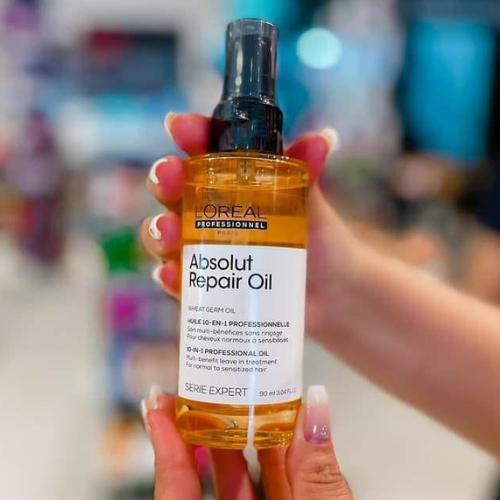 L'ORÉAL
PROFESSIONNEL
PARIS
Absolut
Repair Oil
WHEAT GERM OIL
HUILE 10-EN-1 PROFESSIONNELLE
Soin multi-bénéfices sans rinçage
Pour cheveux normaux à sensibilisés
10-IN-1 PROFESSIONAL OIL
Multi-benefit leave in treatment
For normal to sensitized hair
SERIE EXPERT 90 ml 3.04 Fl.Oz.